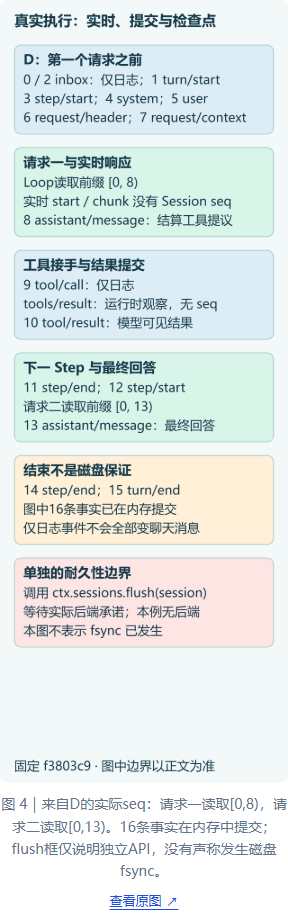 真实执行：实时、提交与检查点
D：第一个请求之前
0 / 2 inbox：仅日志；1 turn/start
3 step/start；4 system；5 user
6 request/header；7 request/context
请求一与实时响应
Loop读取前缀 [0, 8)
实时 start / chunk 没有 Session seq
8 assistant/message：结算工具提议
工具接手与结果提交
9 tool/call：仅日志
tools/result：运行时观察，无 seq
10 tool/result：模型可见结果
下一 Step 与最终回答
11 step/end；12 step/start
请求二读取前缀 [0, 13)
13 assistant/message：最终回答
结束不是磁盘保证
14 step/end；15 turn/end
图中16条事实已在内存提交
仅日志事件不会全部变聊天消息
单独的耐久性边界
调用 ctx.sessions.flush(session)
等待实际后端承诺；本例无后端
本图不表示 fsync 已发生
固定 f3803c9 · 图中边界以正文为准
图 4｜来自D的实际seq：请求一读取[0,8)，请
求二读取[0,13)。16条事实在内存中提交；
flush框仅说明独立API，没有声称发生磁盘
fsync。
查看原图 ↗